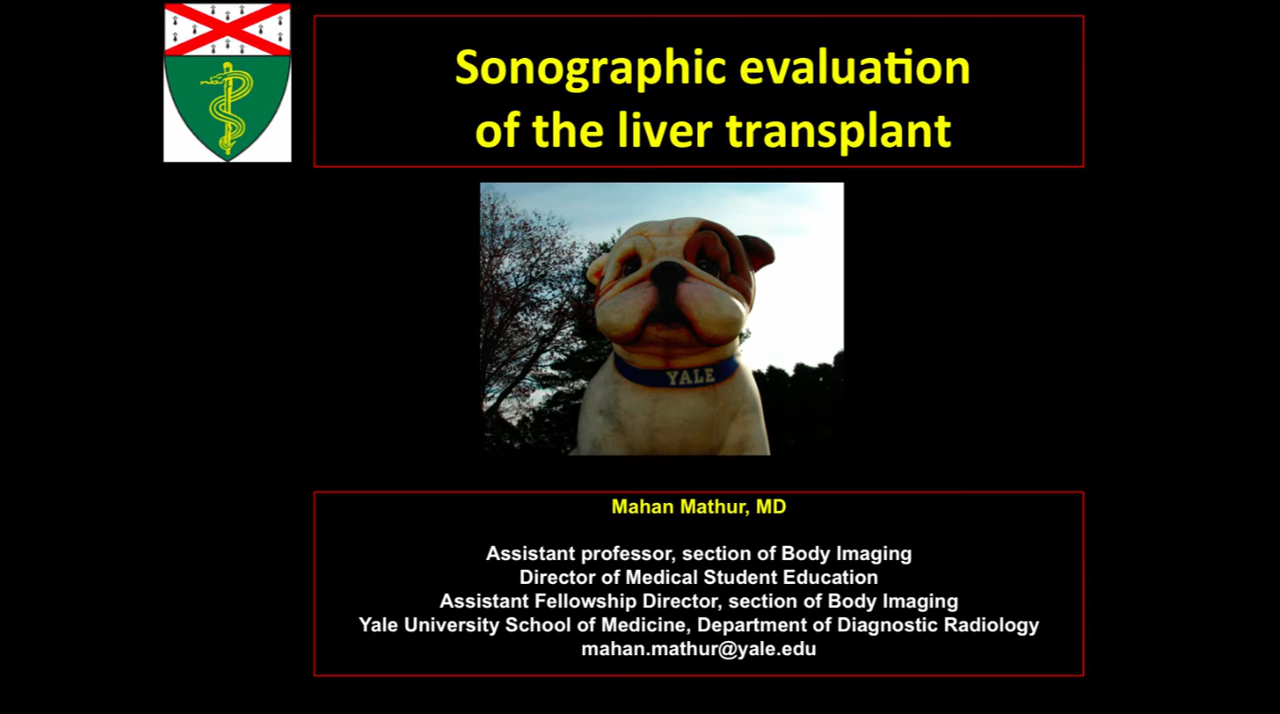 Sonographic evaluation
of the liver transplant
YALE
Mahan Mathur, MD
Assistant professor, section of Body Imaging
Director of Medical Student Education
Assistant Fellowship Director, section of Body Imaging
Yale University School of Medicine, Department of Diagnostic Radiology
mahan.mathur@yale.edu